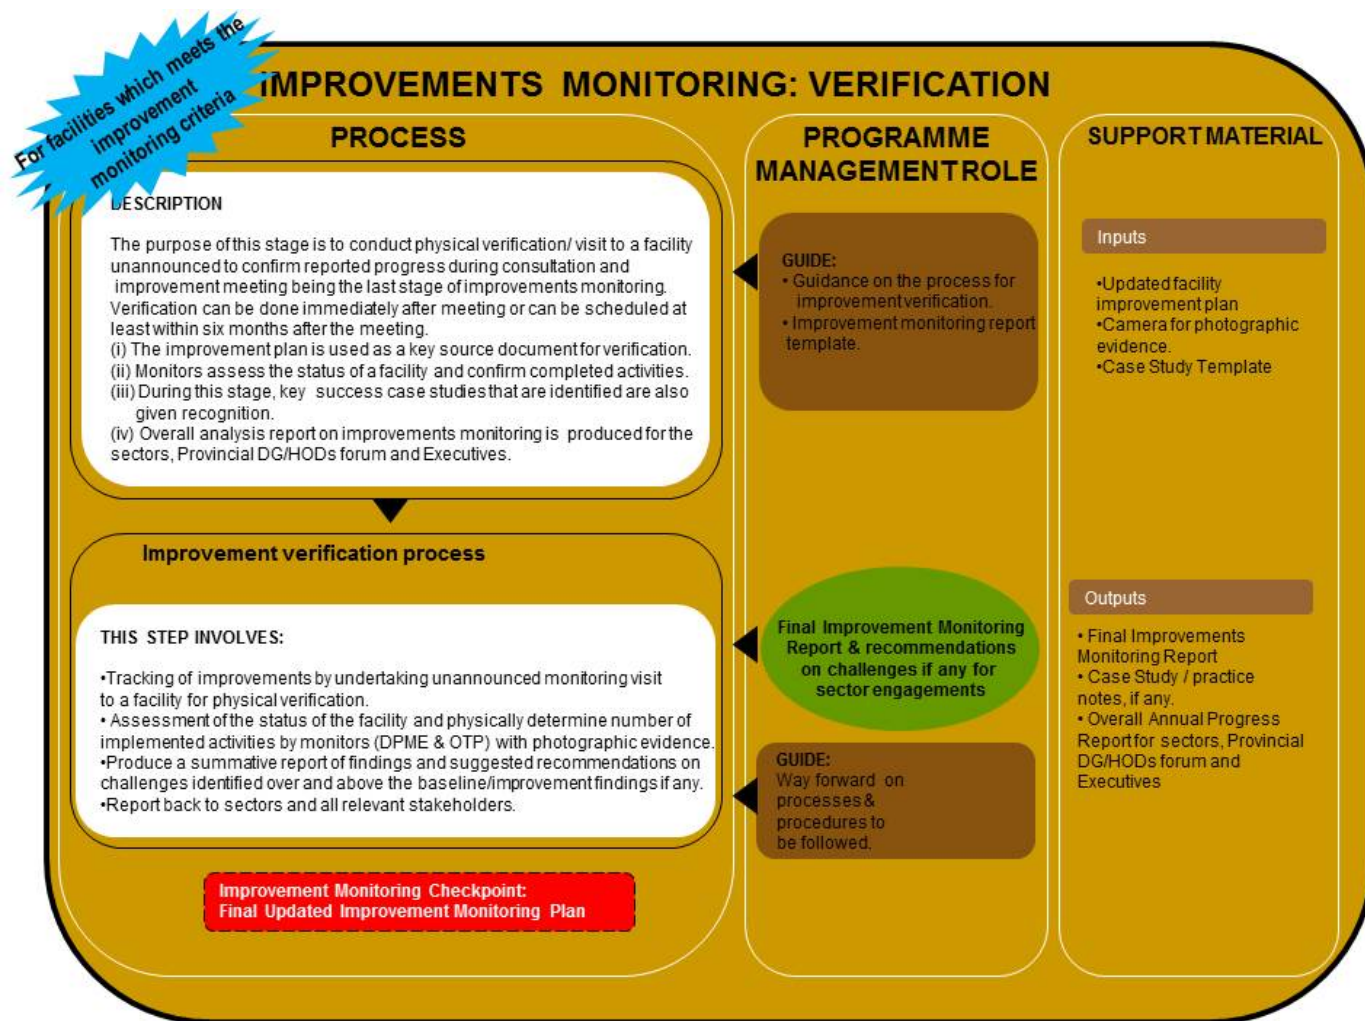 For facilities which meets the
improvement
monitoring criteria
IMPROVEMENTS MONITORING: VERIFICATION
PROCESS
DESCRIPTION
The purpose of this stage is to conduct physical verification/ visit to a facility
unannounced to confirm reported progress during consultation and
improvement meeting being the last stage of improvements monitoring.
Verification can be done immediately after meeting or can be scheduled at
least within six months after the meeting.
(i) The improvement plan is used as a key source document for verification.
(ii) Monitors assess the status of a facility and confirm completed activities.
(iii) During this stage, key success case studies that are identified are also
given recognition.
(iv) Overall analysis report on improvements monitoring is produced for the
sectors, Provincial DG/HODs forum and Executives.
Improvement verification process
THIS STEP INVOLVES:
•Tracking of improvements by undertaking unannounced monitoring visit
to a facility for physical verification.
• Assessment of the status of the facility and physically determine number of
implemented activities by monitors (DPME & OTP) with photographic evidence.
•Produce a summative report of findings and suggested recommendations on
challenges identified over and above the baseline/improvement findings if any.
•Report back to sectors and all relevant stakeholders.
Improvement Monitoring Checkpoint:
Final Updated Improvement Monitoring Plan
PROGRAMME
MANAGEMENT ROLE
GUIDE:
• Guidance on the process for
improvement verification.
• Improvement monitoring report
template.
Final Improvement Monitoring
Report & recommendations
on challenges if any for
sector engagements
GUIDE:
Way forward on
processes &
procedures to
be followed.
SUPPORT MATERIAL
Inputs
•Updated facility
improvement plan
•Camera for photographic
evidence.
•Case Study Template
Outputs
• Final Improvements
Monitoring Report
• Case Study / practice
notes, if any.
• Overall Annual Progress
Report for sectors, Provincial
DG/HODs forum and
Executives